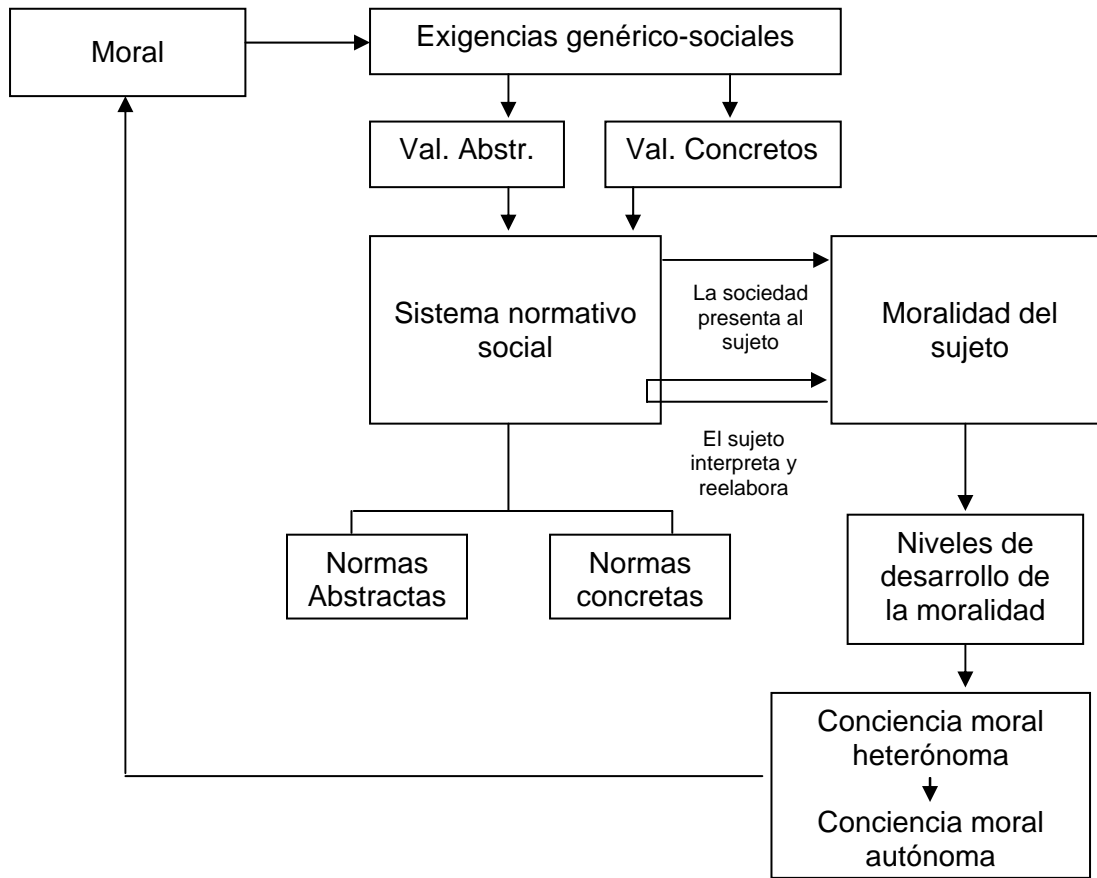 Moral
Exigencias genérico-sociales
Val. Abstr.
Val. Concretos
Sistema normativo
social
La sociedad
presenta al
sujeto
Moralidad del
sujeto
El sujeto
interpreta y
reelabora
Normas
Abstractas
Normas
concretas
Niveles de
desarrollo de
la moralidad
Conciencia moral
heterónoma
Conciencia moral
autónoma